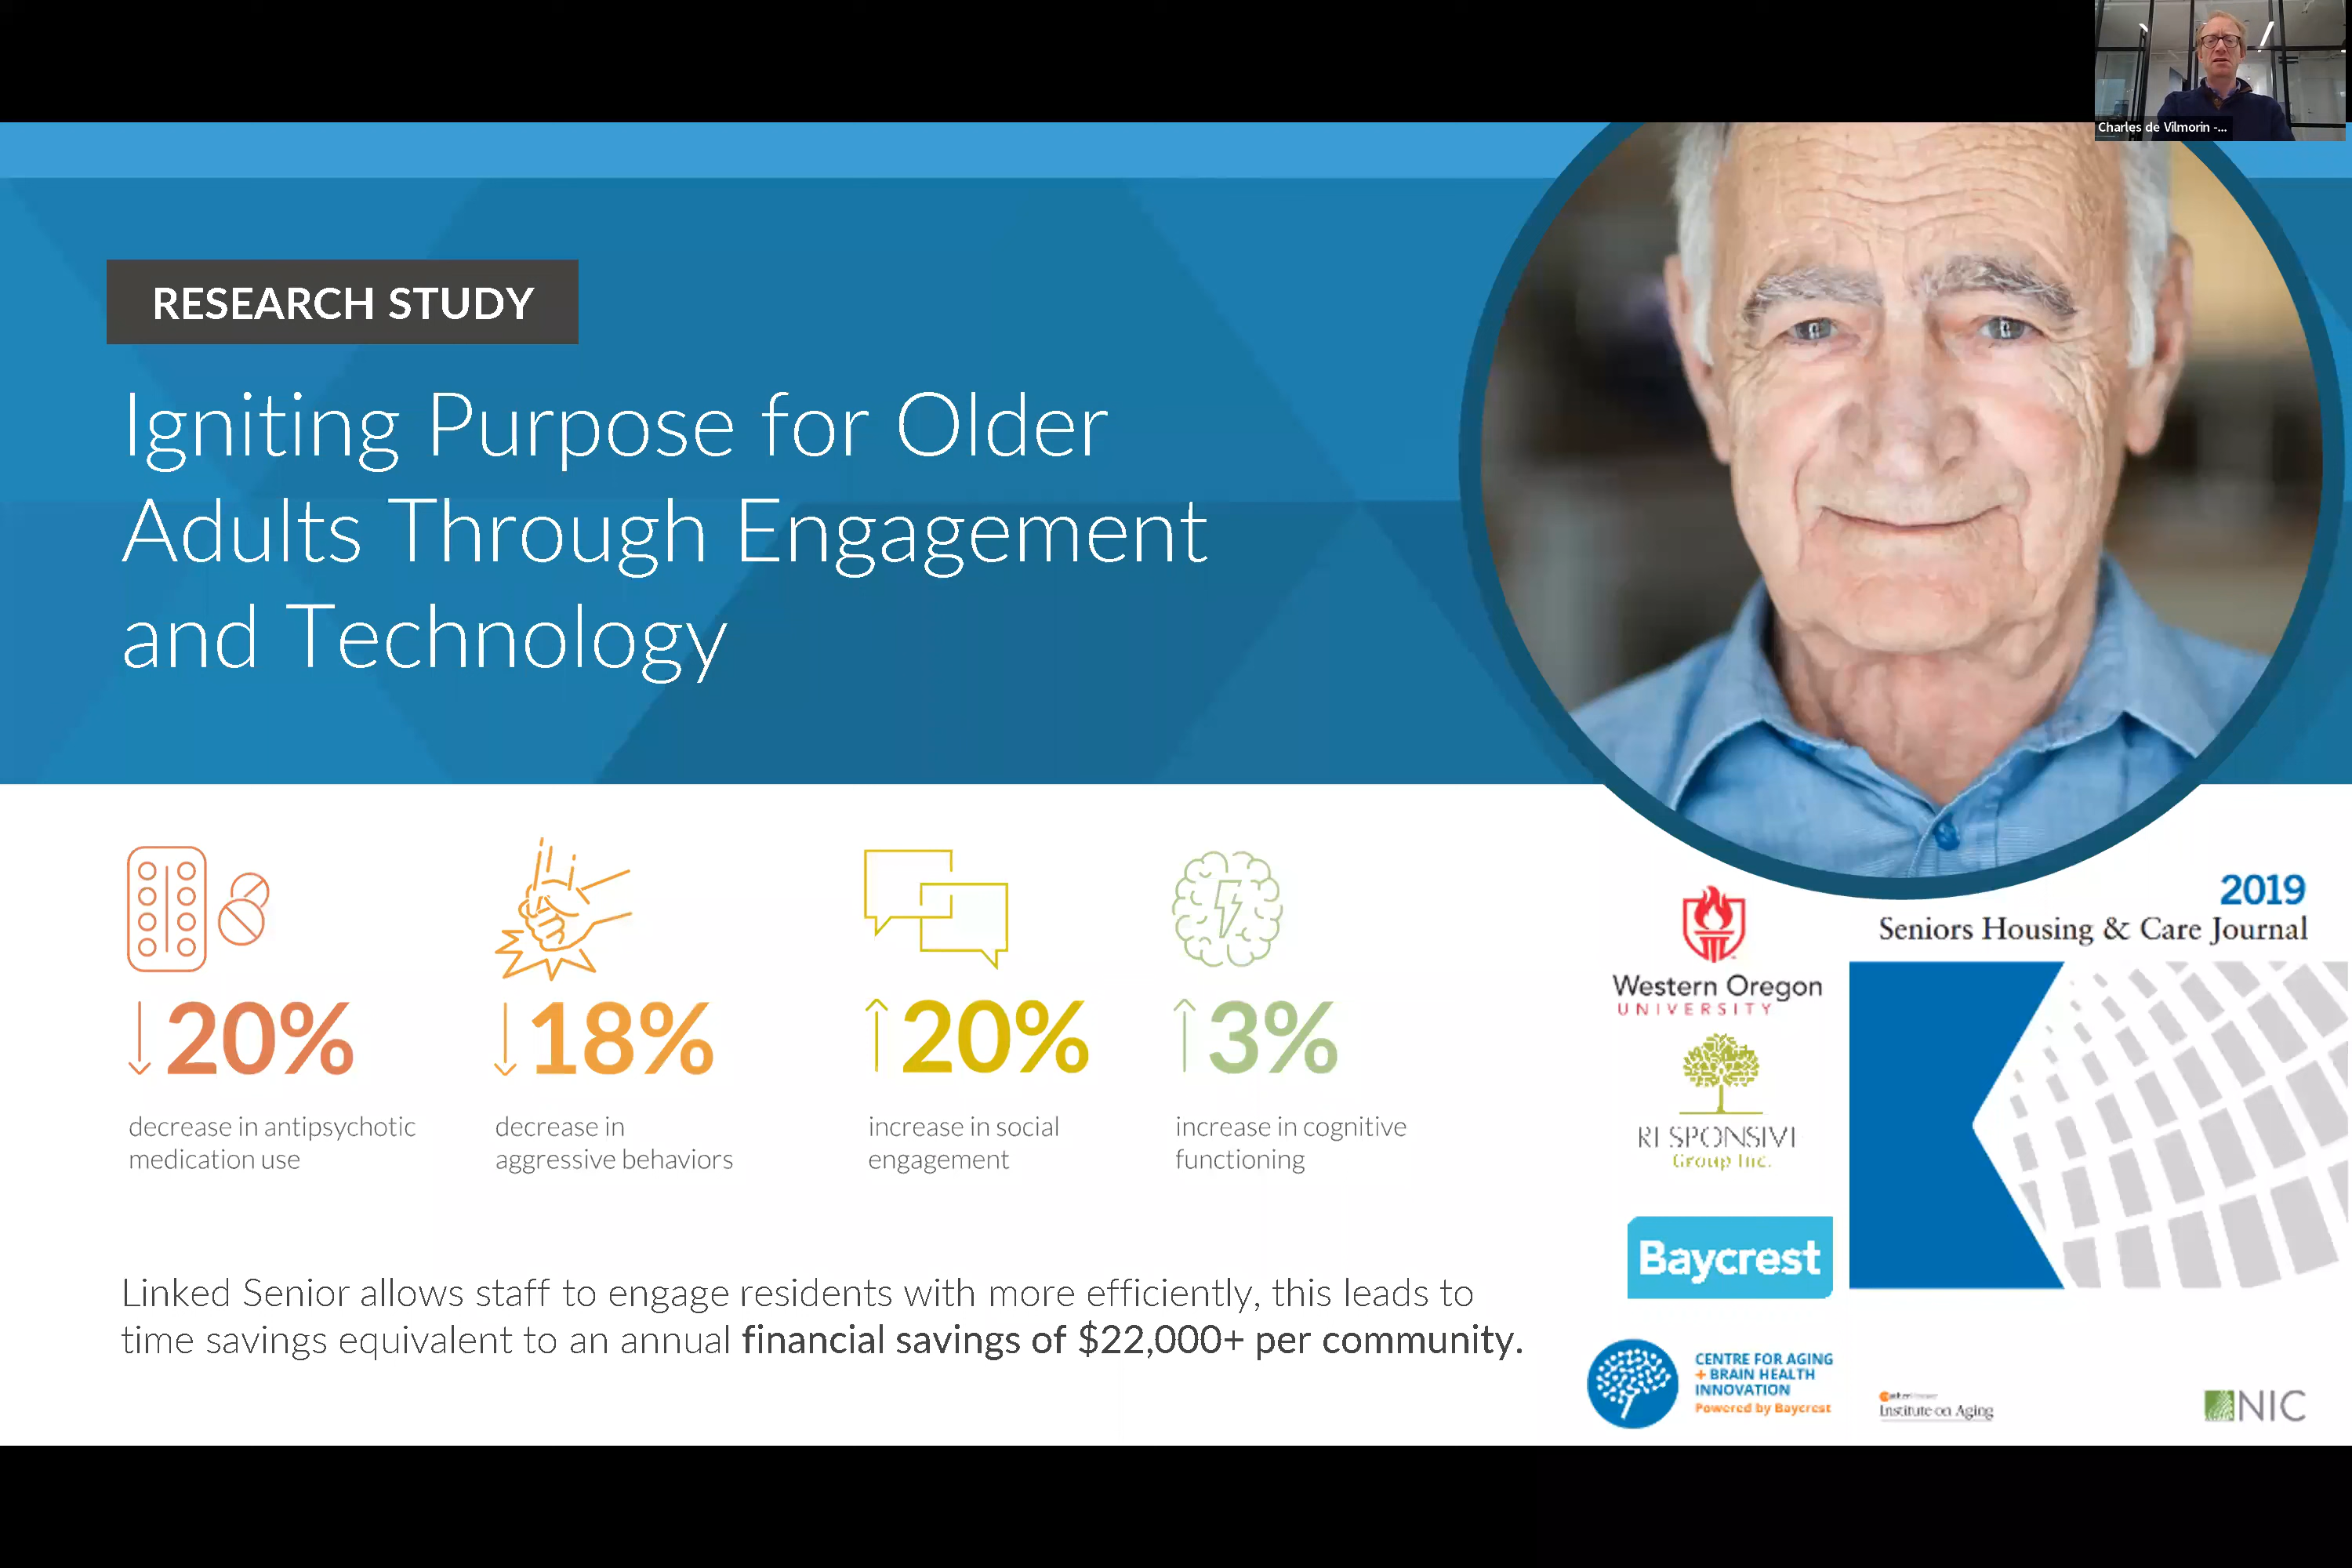 Charles de Vilmorin -...
RESEARCH STUDY
Igniting Purpose for Older
Adults Through Engagement
and Technology
20%
decrease in antipsychotic
medication use
18%
decrease in
aggressive behaviors
20%
increase in social
engagement
3%
increase in cognitive
functioning
Linked Senior allows staff to engage residents with more efficiently, this leads to
time savings equivalent to an annual financial savings of $22,000+ per community.
Western Oregon
UNIVERSITY
RESPONSIVE
Group Inc.
Baycrest
CENTRE FOR AGING
+ BRAIN HEALTH
INNOVATION
Powered by Baycrest
2019
Seniors Housing & Care Journal
Institute on Aging
NIC